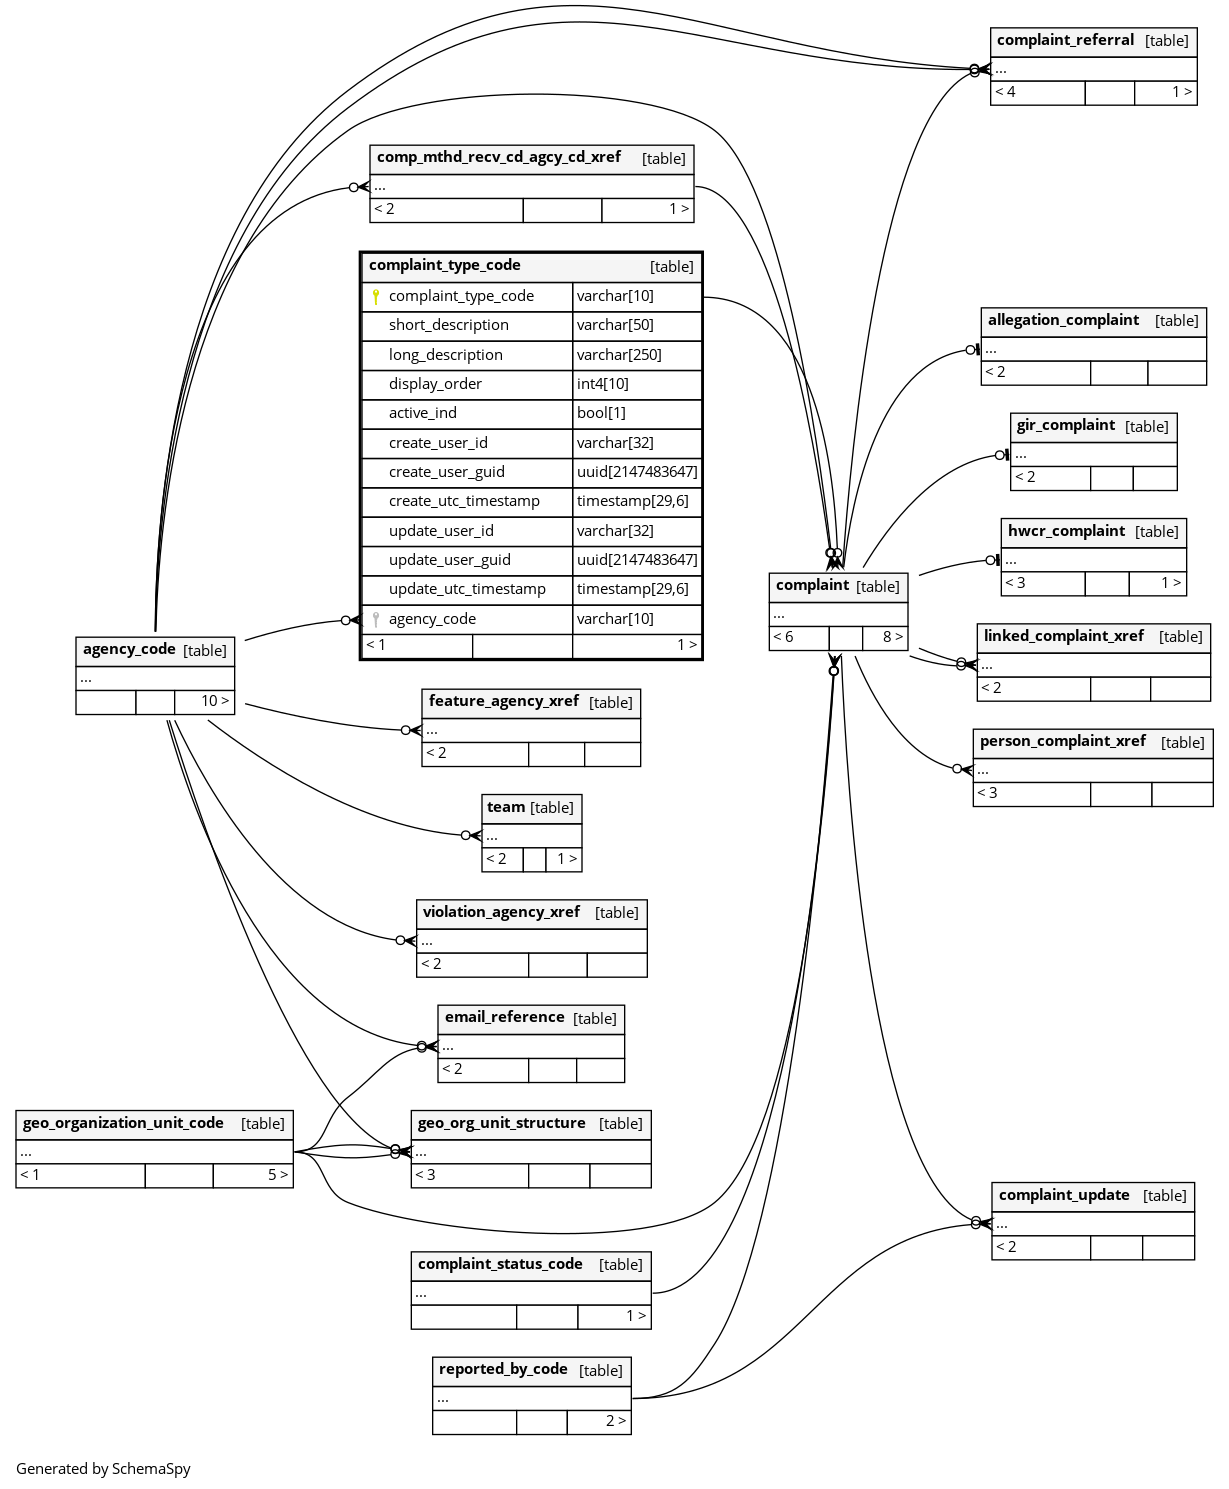 complaint_referral [table]
...
< 4 1 >
comp_mthd_recv_cd_agcy_cd_xref [table]
...
< 2 1 >
complaint_type_code [table]
complaint_type_code varchar[10]
short_description varchar[50]
long_description varchar[250]
display_order int4[10]
active_ind bool[1]
create_user_id varchar[32]
create_user_guid uuid[2147483647]
create_utc_timestamp timestamp[29,6]
update_user_id varchar[32]
update_user_guid uuid[2147483647]
update_utc_timestamp timestamp[29,6]
agency_code varchar[10]
< 1 1 >
allegation_complaint [table]
...
< 2
gir_complaint [table]
...
< 2
hwcr_complaint [table]
...
< 3 1 >
complaint [table]
...
< 6 8 >
linked_complaint_xref [table]
...
< 2
agency_code [table]
...
10 >
feature_agency_xref [table]
...
< 2
person_complaint_xref [table]
...
< 3
team [table]
...
< 2 1 >
violation_agency_xref [table]
...
< 2
email_reference [table]
...
< 2
geo_organization_unit_code [table]
...
< 1 5 >
geo_org_unit_structure [table]
...
< 3
complaint_update [table]
...
< 2
complaint_status_code [table]
...
1 >
reported_by_code [table]
...
2 >
Generated by SchemaSpy